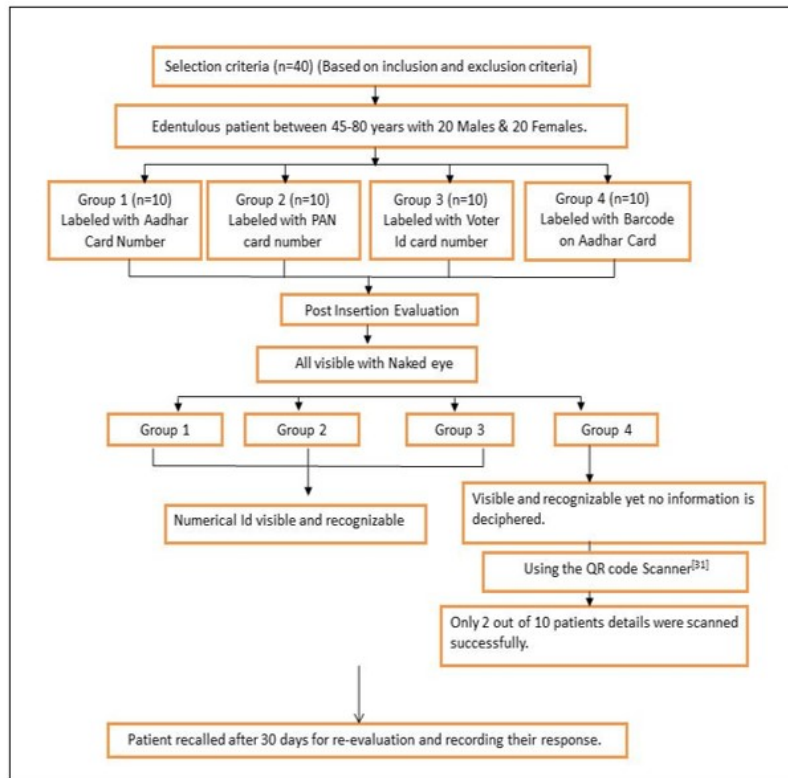 Selection criteria (n=40) (Based on inclusion and exclusion criteria)
Edentulous patient between 45-80 years with 20 Males & 20 Females.
Group 1 (n=10)
Labeled with Aadhar
Card Number
Group 2 (n=10)
Labeled with PAN
card number
Group 3 (n=10)
Labeled with Voter
Id card number
Group 4 (n=10)
Labeled with Barcode
on Aadhar Card
Post Insertion Evaluation
All visible with Naked eye
Group 1
Group 2
Group 3
Group 4
Numerical Id visible and recognizable
Visible and recognizable yet no information is
deciphered.
Using the QR code Scanner[31]
Only 2 out of 10 patients details were scanned
successfully.
Patient recalled after 30 days for re-evaluation and recording their response.